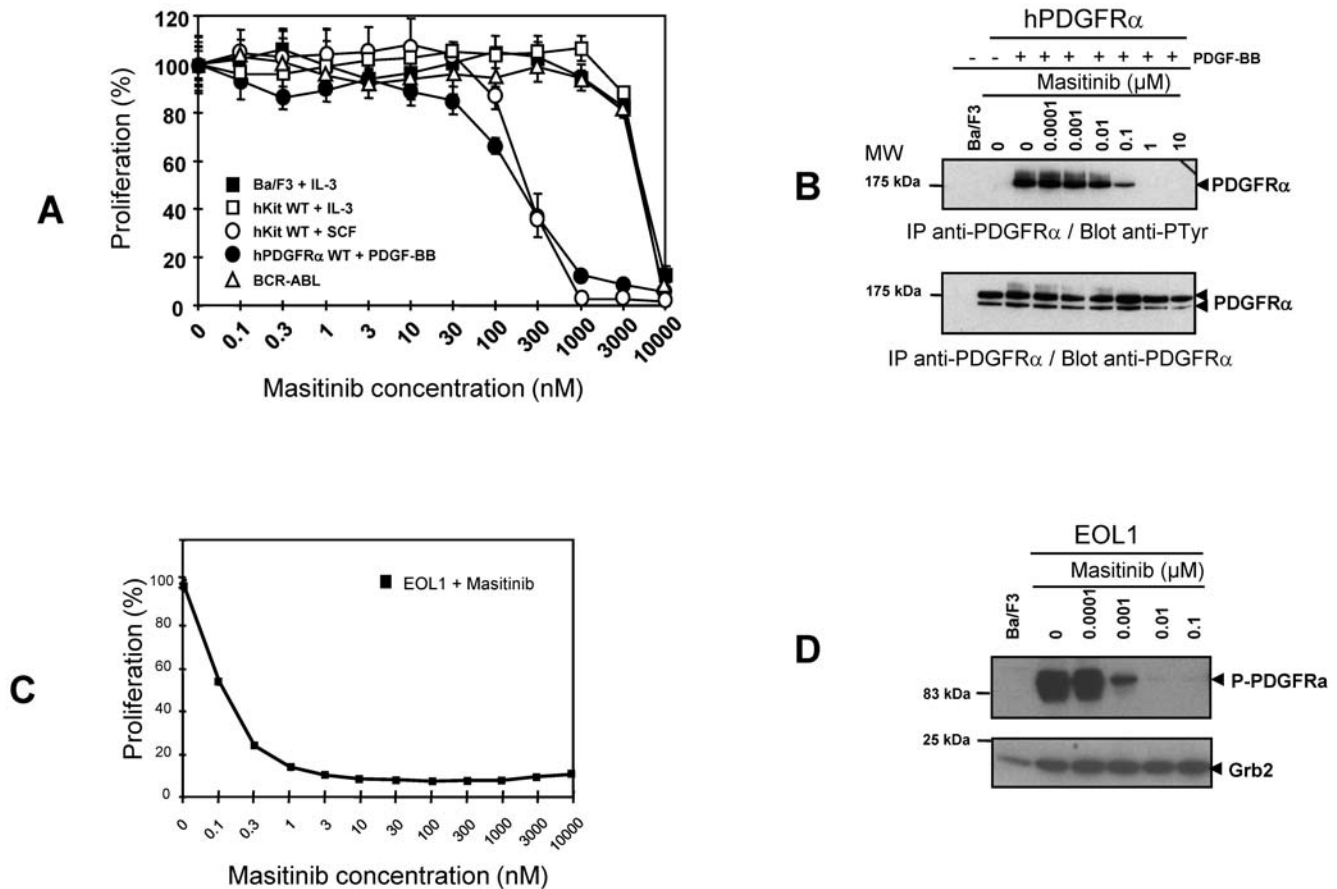 A
Proliferation (%)
120
100
80
60
40
20
0
Ba/F3 + IL-3
hKit WT + IL-3
hKit WT + SCF
hPDGFRα WT + PDGF-BB
BCR-ABL
0 0.1 0.3 1 3 10 30 100 300 1000 3000 10000
Masitinib concentration (nM)
B
hPDGFRα
- - + + + + + + + PDGF-BB
Masitinib (µM)
Ba/F3 0 0 0.0001 0.001 0.01 0.1 1 10
MW
175 kDa PDGFRα
IP anti-PDGFRα / Blot anti-PTyr
175 kDa PDGFRα
IP anti-PDGFRα / Blot anti-PDGFRα
C
Proliferation (%)
100
80
60
40
20
0
EOL1 + Masitinib
0 0.1 0.3 1 3 10 30 100 300 1000 3000 10000
Masitinib concentration (nM)
D
EOL1
Masitinib (µM)
Ba/F3 0 0.0001 0.001 0.01 0.1
83 kDa P-PDGFRa
25 kDa
Grb2